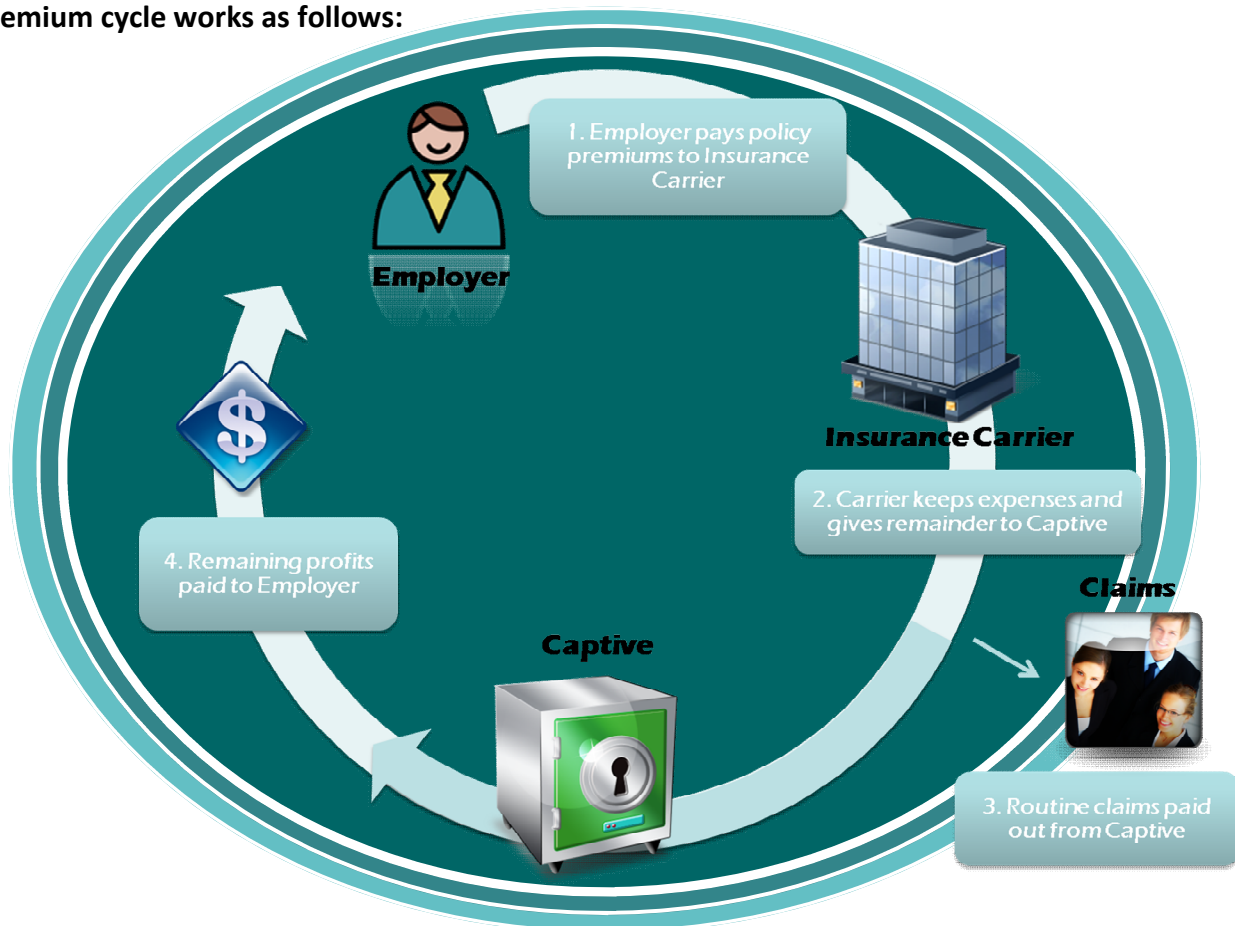 emium cycle works as follows:
1. Employer pays policy
premiums to Insurance
Carrier
Employer
Insurance Carrier
2. Carrier keeps expenses and
gives remainder to Captive
Claims
3. Routine claims paid
out from Captive
Captive
4. Remaining profits
paid to Employer
$